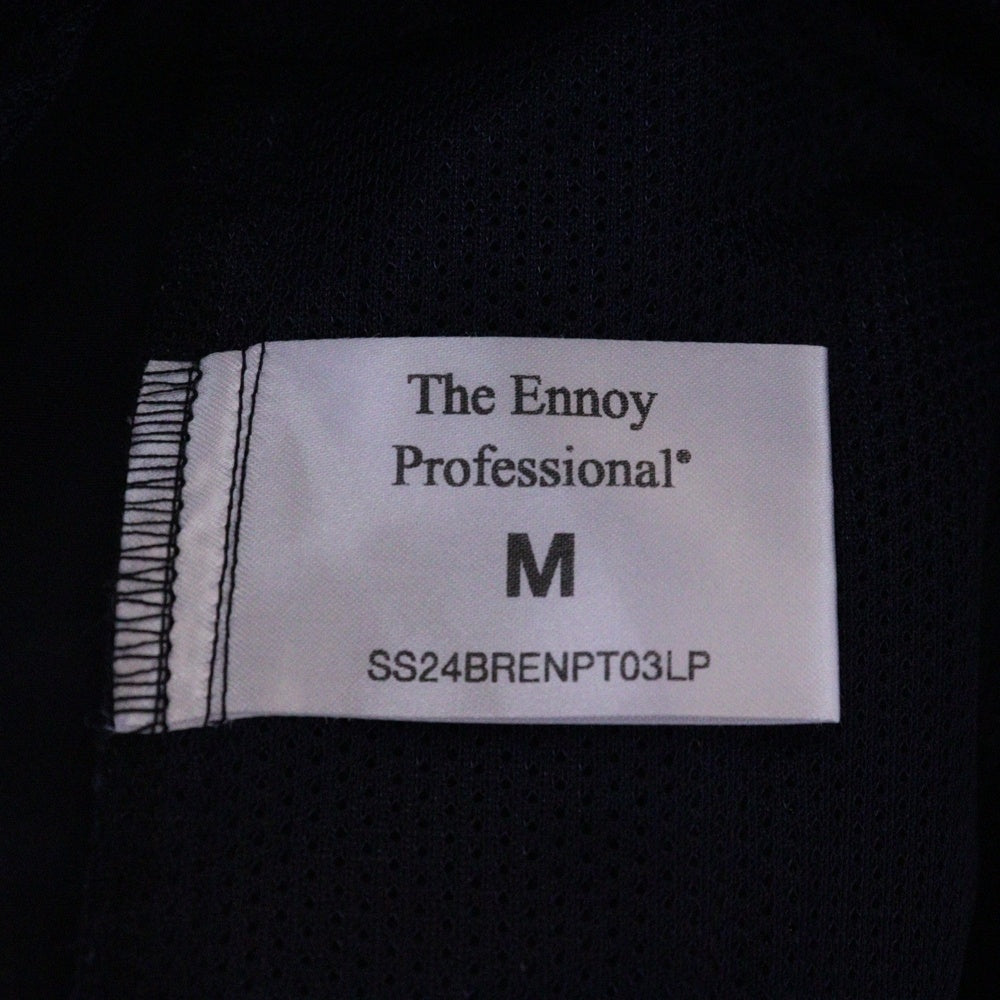 The Ennoy
Professional®
M
SS24BRENPT03LP